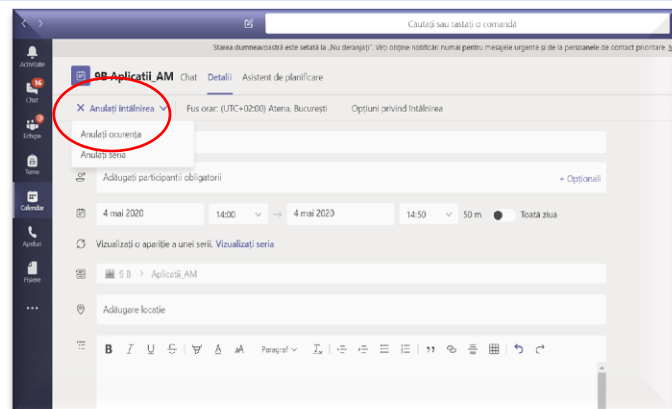 Căutați sau tastați o comandă
Starea dumneavoastră este setată la „Nu deranjați”. Veți obține notificări numai pentru mesajele urgente și de la persoanele de contact prioritare.
Activitate
9B Aplicatii_AM Chat Detalii Asistent de planificare
16
Chat
Anulați întâlnirea Fus orar: (UTC+02:00) Atena, București Opțiuni privind întâlnirea
Echipe
Anulați ocurența
Anulați seria
Teme
Adăugați participanții obligatorii + Opționali
Calendar
4 mai 2020 14:00 → 4 mai 2020 14:50 50 m Toată ziua
Apeluri
Vizualizați o apariție a unei serii. Vizualizați seria
Fișiere
9 B > Aplicatii_AM
Adăugare locație
B I U S A AA Paragraf